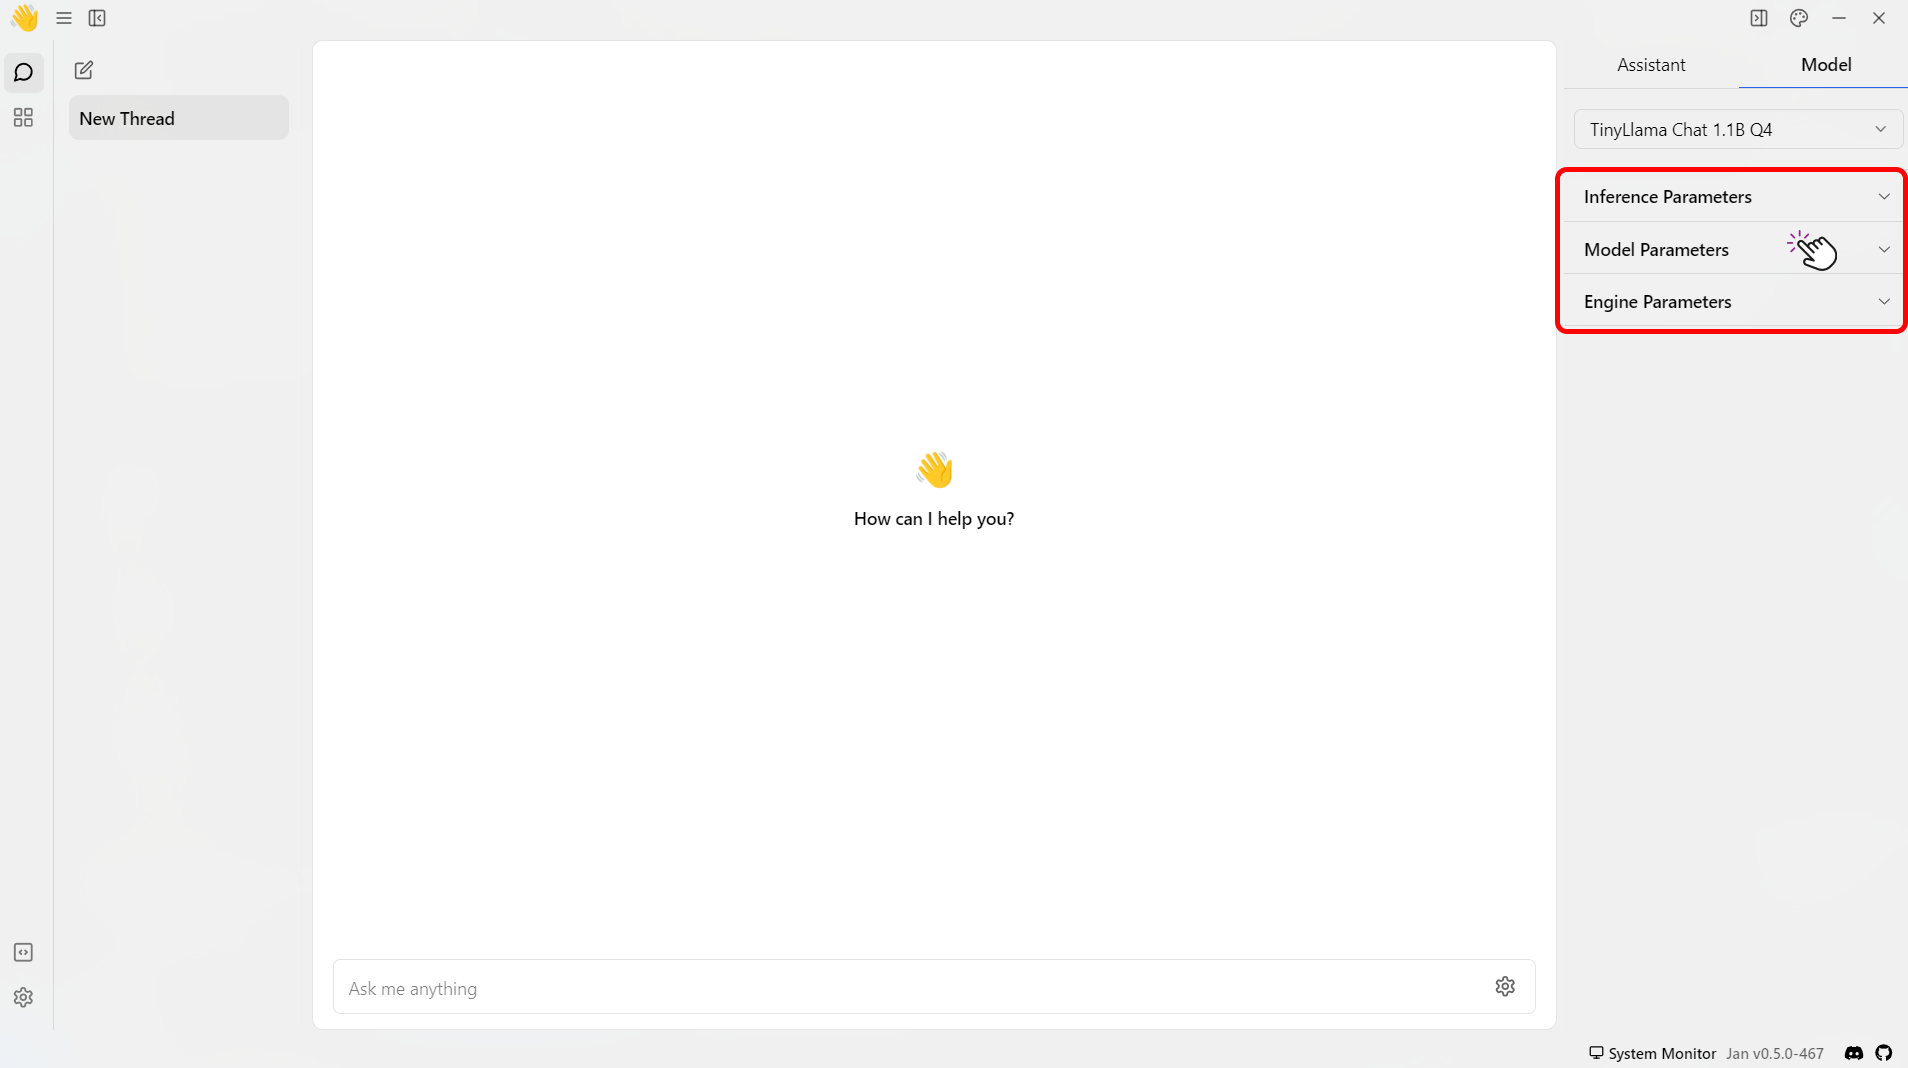 Assistant
Model
New Thread
TinyLlama Chat 1.1B Q4
Inference Parameters
Model Parameters
Engine Parameters
How can I help you?
Ask me anything
System Monitor Jan v0.5.0-467